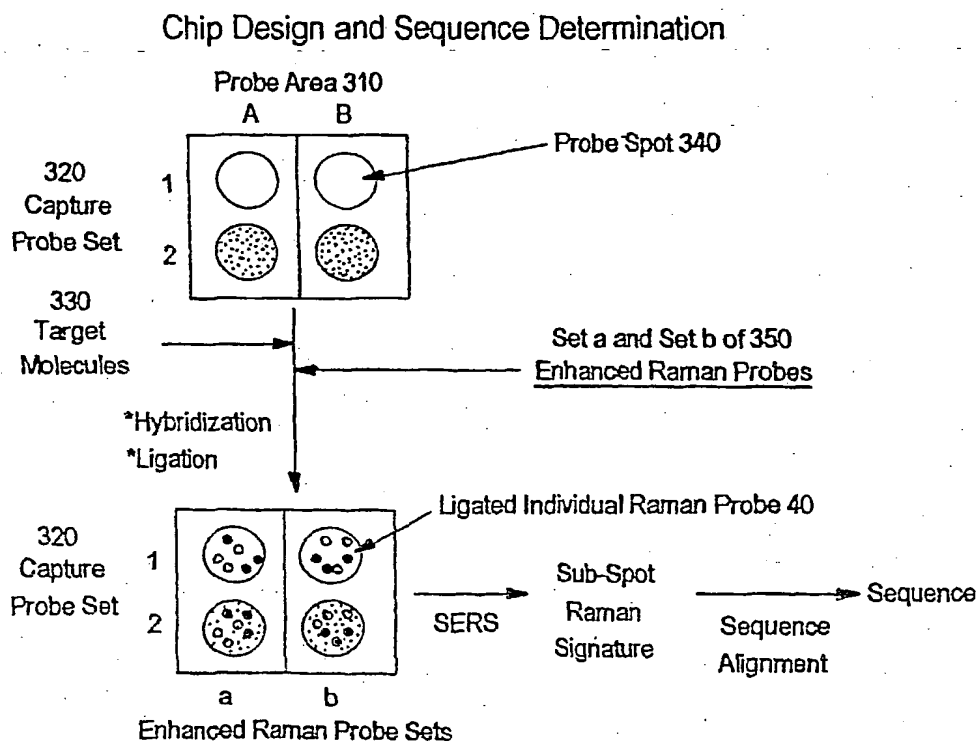 Chip Design and Sequence Determination
Probe Area 310
A B
Probe Spot 340
320
Capture
Probe Set
1
2
330
Target
Molecules
Set a and Set b of 350
Enhanced Raman Probes
*Hybridization
*Ligation
Ligated Individual Raman Probe 40
320
Capture
Probe Set
1
2
SERS
Sub-Spot
Raman
Signature
Sequence
Alignment
Sequence
a b
Enhanced Raman Probe Sets